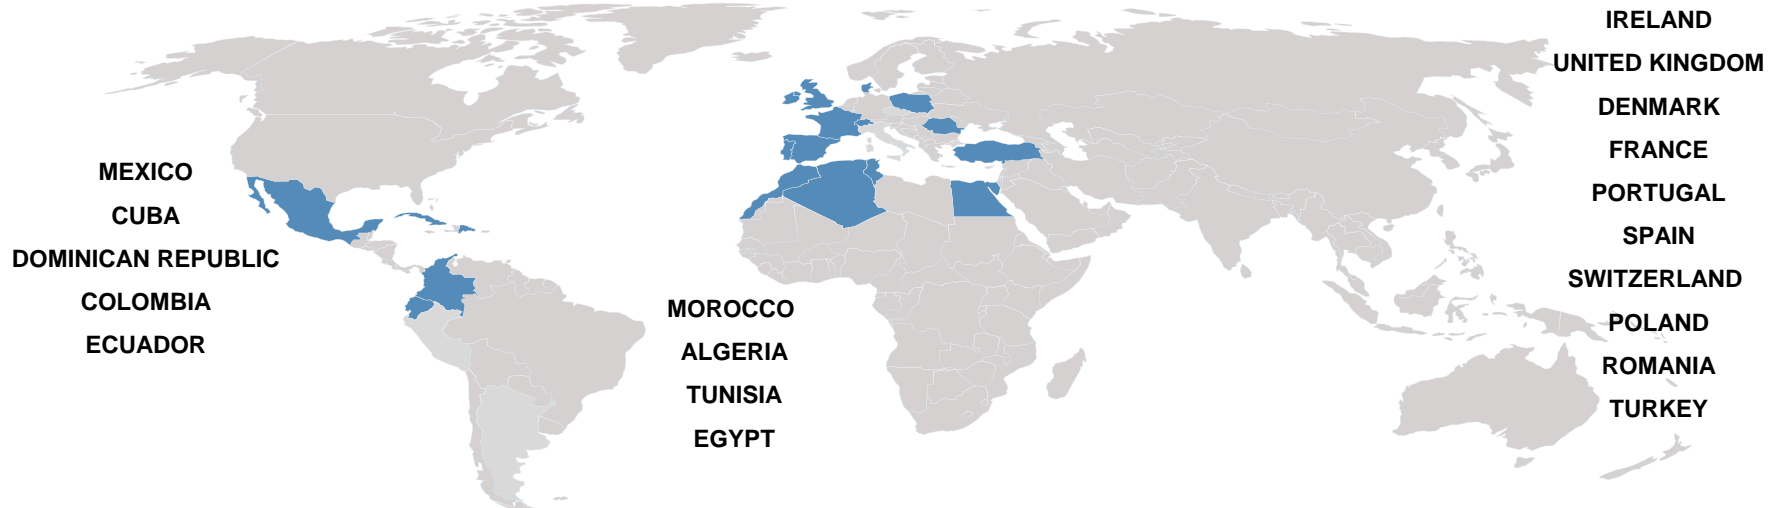 MEXICO
CUBA
DOMINICAN REPUBLIC
COLOMBIA
ECUADOR
MOROCCO
ALGERIA
TUNISIA
EGYPT
IRELAND
UNITED KINGDOM
DENMARK
FRANCE
PORTUGAL
SPAIN
SWITZERLAND
POLAND
ROMANIA
TURKEY